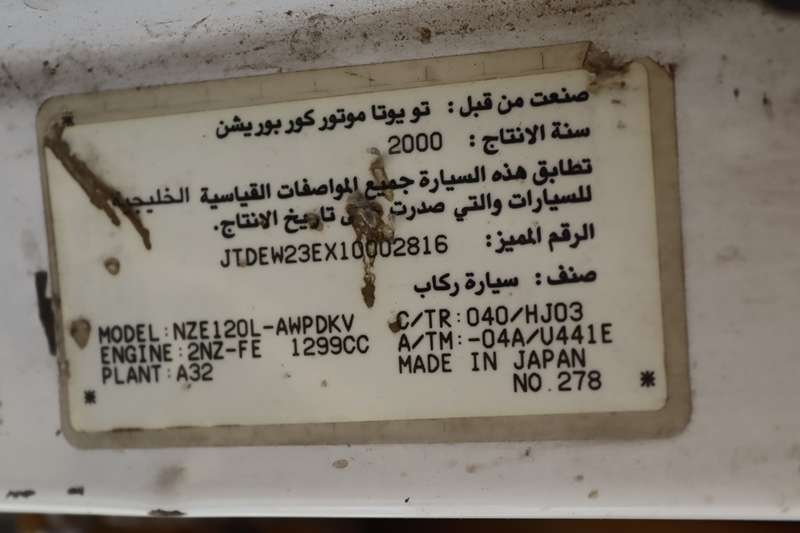 صنعت من قبل: تويوتا موتور كوربوريشن
سنة الانتاج: 2000
تطابق هذه السيارة جميع المواصفات القياسية الخليجية
للسيارات والتي صدرت تاريخ الانتاج.
الرقم المميز: JTDEW23EX10002816
صنف: سيارة ركاب
MODEL:NZE120L-AWPDKV C/TR:040/HJ03
ENGINE:2NZ-FE 1299CC A/TM:-04A/U441E
PLANT:A32 MADE IN JAPAN
* NO.278 *